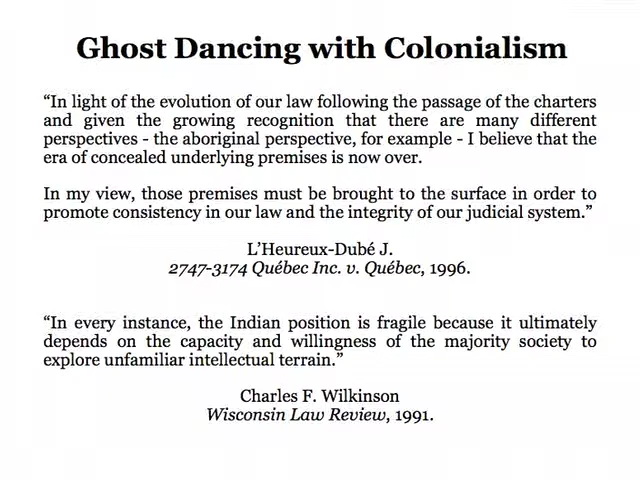 Ghost Dancing with Colonialism
“In light of the evolution of our law following the passage of the charters
and given the growing recognition that there are many different
perspectives - the aboriginal perspective, for example - I believe that the
era of concealed underlying premises is now over.
In my view, those premises must be brought to the surface in order to
promote consistency in our law and the integrity of our judicial system.”
L’Heureux-Dubé J.
2747-3174 Québec Inc. v. Québec, 1996.
“In every instance, the Indian position is fragile because it ultimately
depends on the capacity and willingness of the majority society to
explore unfamiliar intellectual terrain.”
Charles F. Wilkinson
Wisconsin Law Review, 1991.